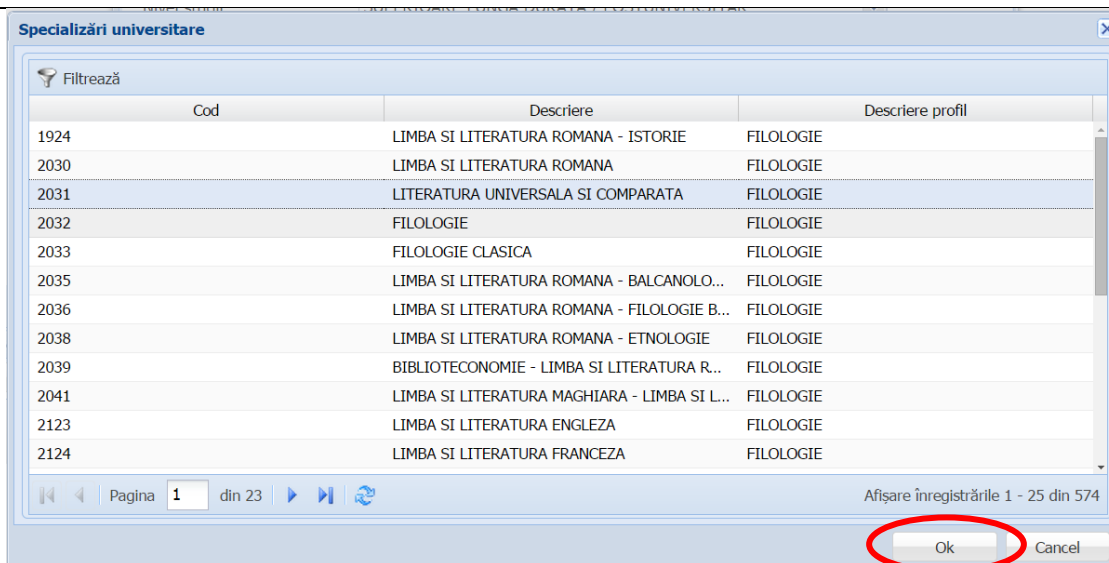 Specializări universitare
Filtrează
Cod Descriere Descriere profil
1924 LIMBA SI LITERATURA ROMANA - ISTORIE FILOLOGIE
2030 LIMBA SI LITERATURA ROMANA FILOLOGIE
2031 LITERATURA UNIVERSALA SI COMPARATA FILOLOGIE
2032 FILOLOGIE FILOLOGIE
2033 FILOLOGIE CLASICA FILOLOGIE
2035 LIMBA SI LITERATURA ROMANA - BALCANOLO... FILOLOGIE
2036 LIMBA SI LITERATURA ROMANA - FILOLOGIE B... FILOLOGIE
2038 LIMBA SI LITERATURA ROMANA - ETNOLOGIE FILOLOGIE
2039 BIBLIOTECONOMIE - LIMBA SI LITERATURA R... FILOLOGIE
2041 LIMBA SI LITERATURA MAGHIARA - LIMBA SI L... FILOLOGIE
2123 LIMBA SI LITERATURA ENGLEZA FILOLOGIE
2124 LIMBA SI LITERATURA FRANCEZA FILOLOGIE
Pagina 1 din 23 Afișare înregistrările 1 - 25 din 574
Ok Cancel